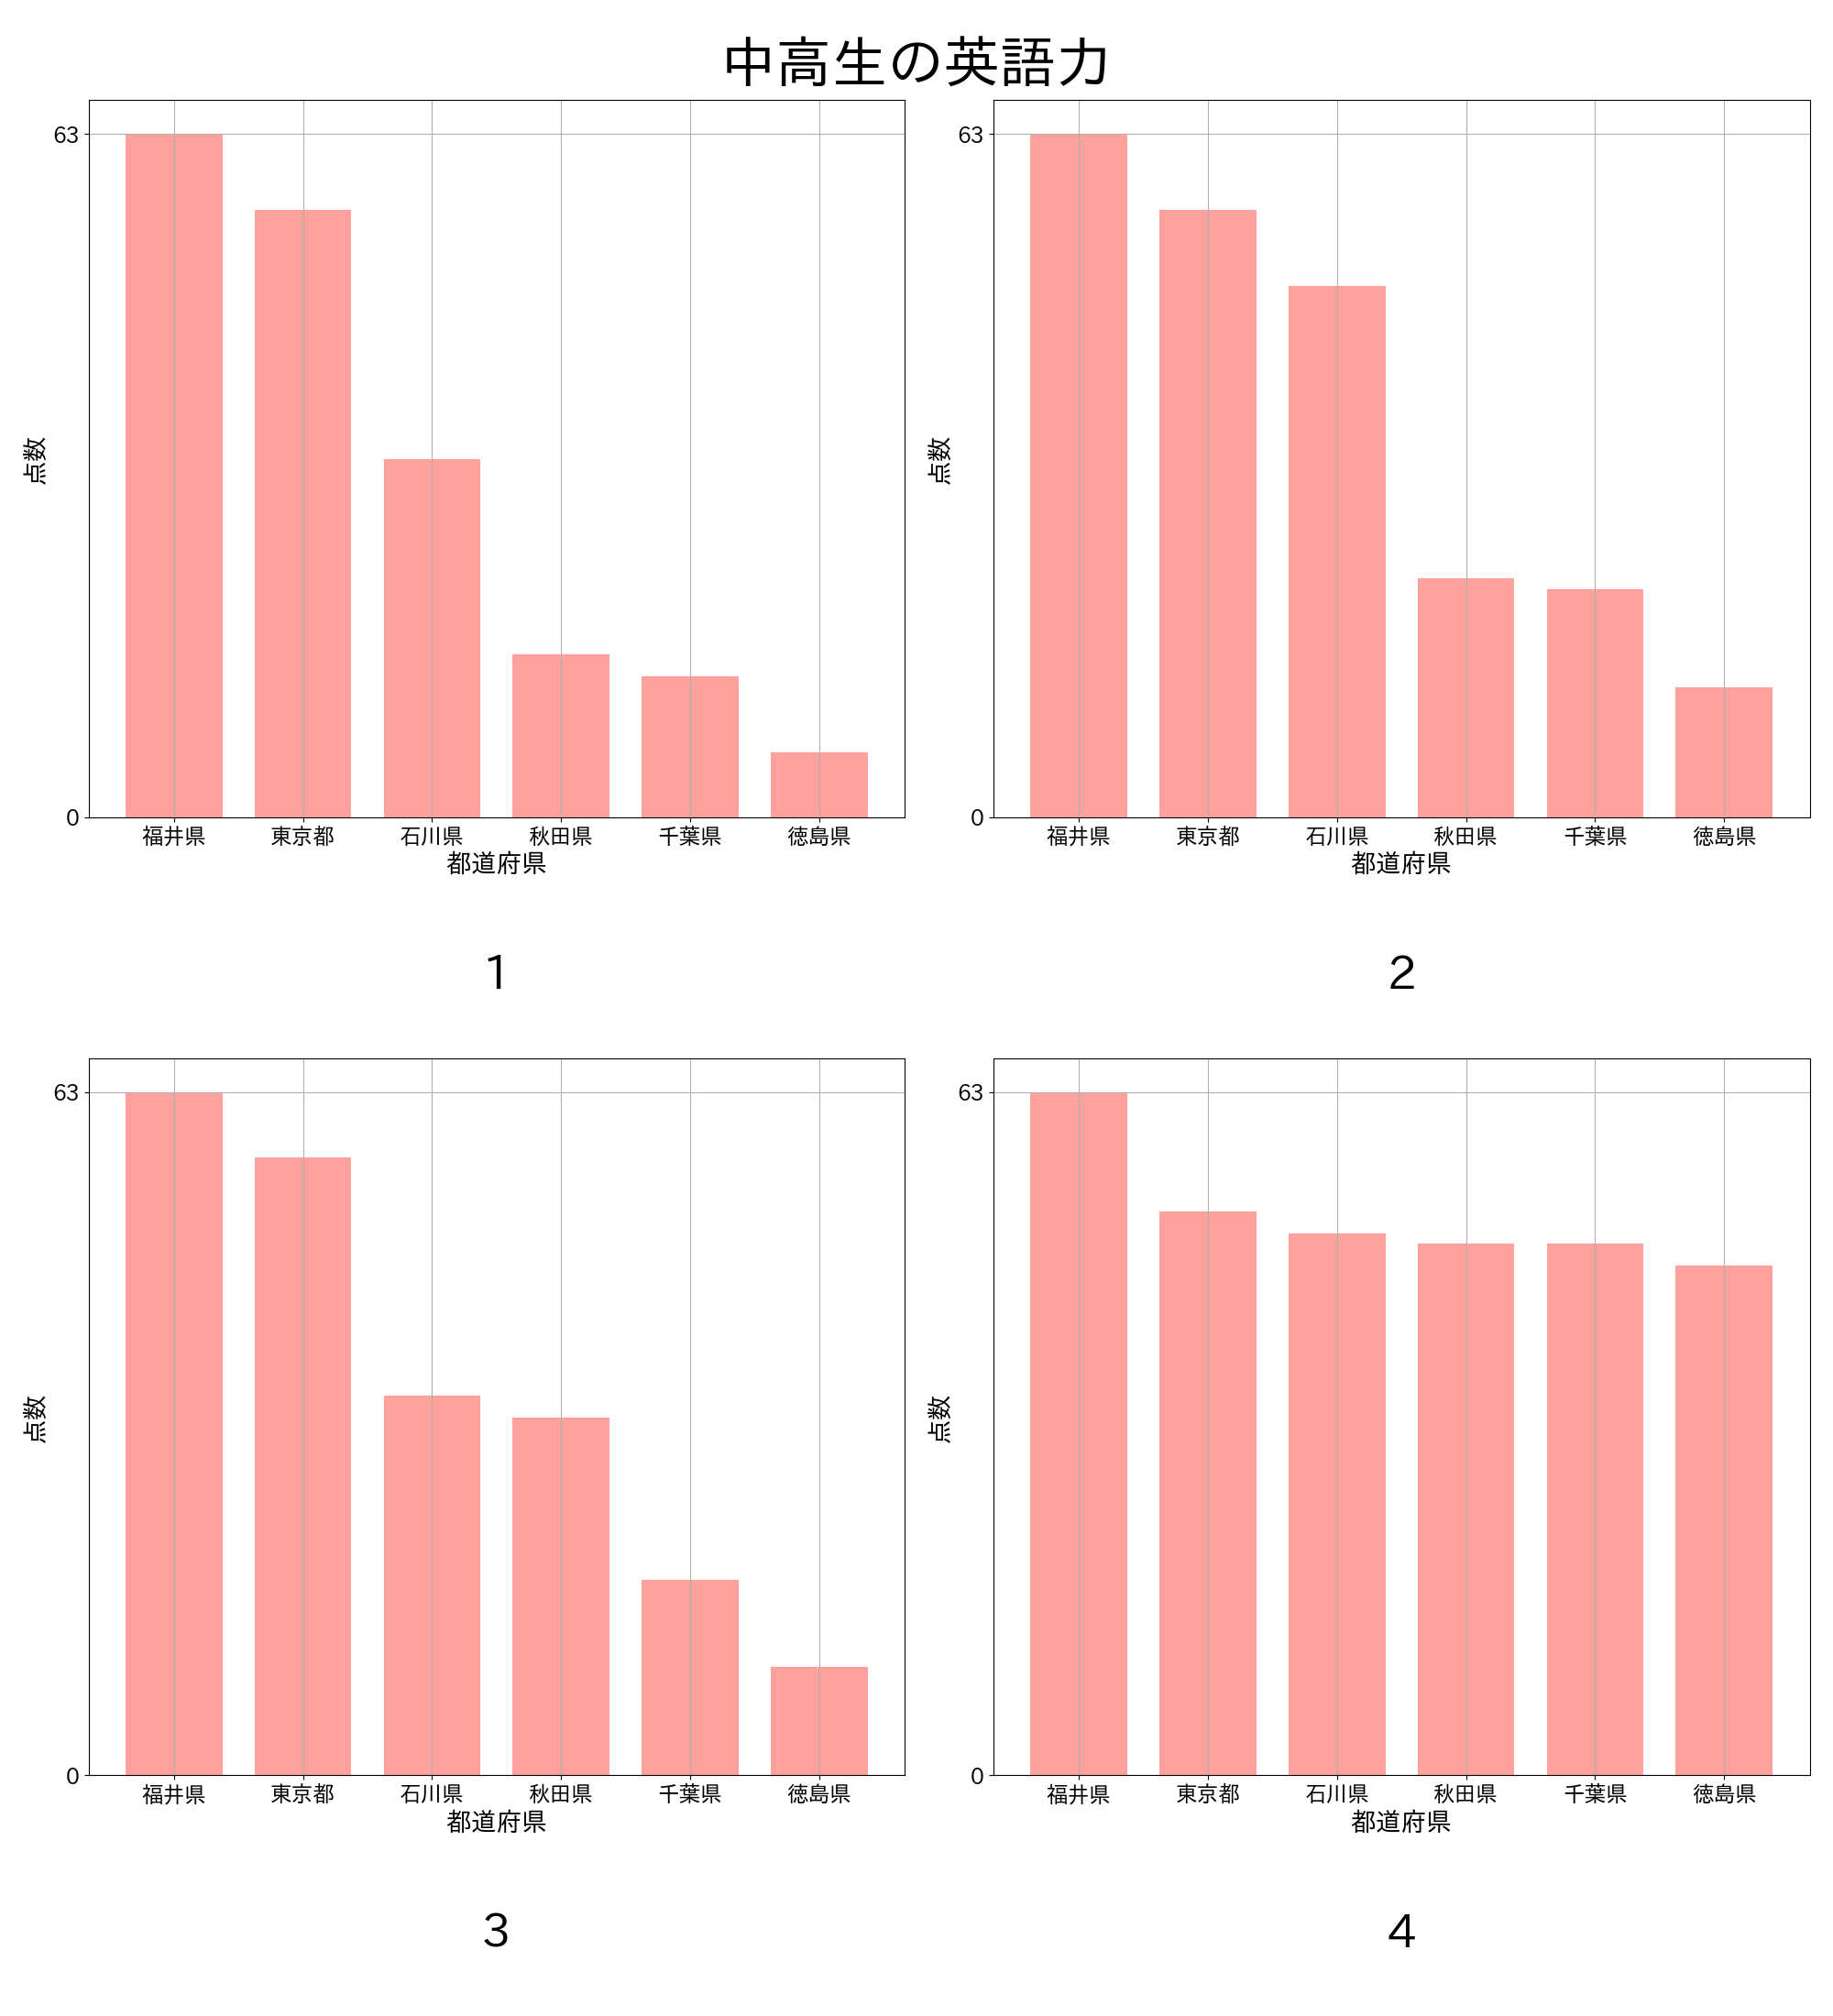 中高生の英語力
63
0
点数
福井県 東京都 石川県 秋田県 千葉県 徳島県
都道府県
1
63
0
点数
福井県 東京都 石川県 秋田県 千葉県 徳島県
都道府県
2
63
0
点数
福井県 東京都 石川県 秋田県 千葉県 徳島県
都道府県
3
63
0
点数
福井県 東京都 石川県 秋田県 千葉県 徳島県
都道府県
4